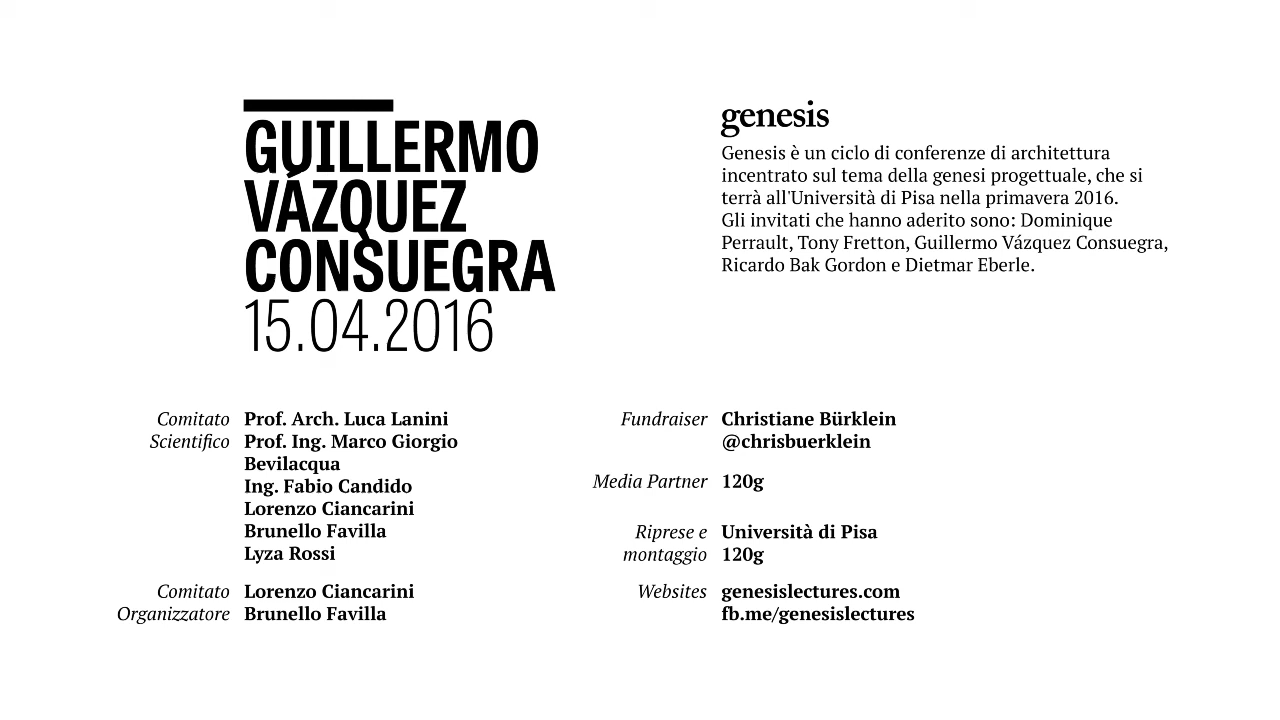 GUILLERMO
VÁZQUEZ
CONSUEGRA
15.04.2016
genesis
Genesis è un ciclo di conferenze di architettura
incentrato sul tema della genesi progettuale, che si
terrà all'Università di Pisa nella primavera 2016.
Gli invitati che hanno aderito sono: Dominique
Perrault, Tony Fretton, Guillermo Vázquez Consuegra,
Ricardo Bak Gordon e Dietmar Eberle.
Comitato Prof. Arch. Luca Lanini
Scientifico Prof. Ing. Marco Giorgio
Bevilacqua
Ing. Fabio Candido
Lorenzo Ciancarini
Brunello Favilla
Lyza Rossi
Comitato Lorenzo Ciancarini
Organizzatore Brunello Favilla
Fundraiser Christiane Bürklein
@chrisbuerklein
Media Partner 120g
Riprese e Università di Pisa
montaggio 120g
Websites genesislectures.com
fb.me/genesislectures